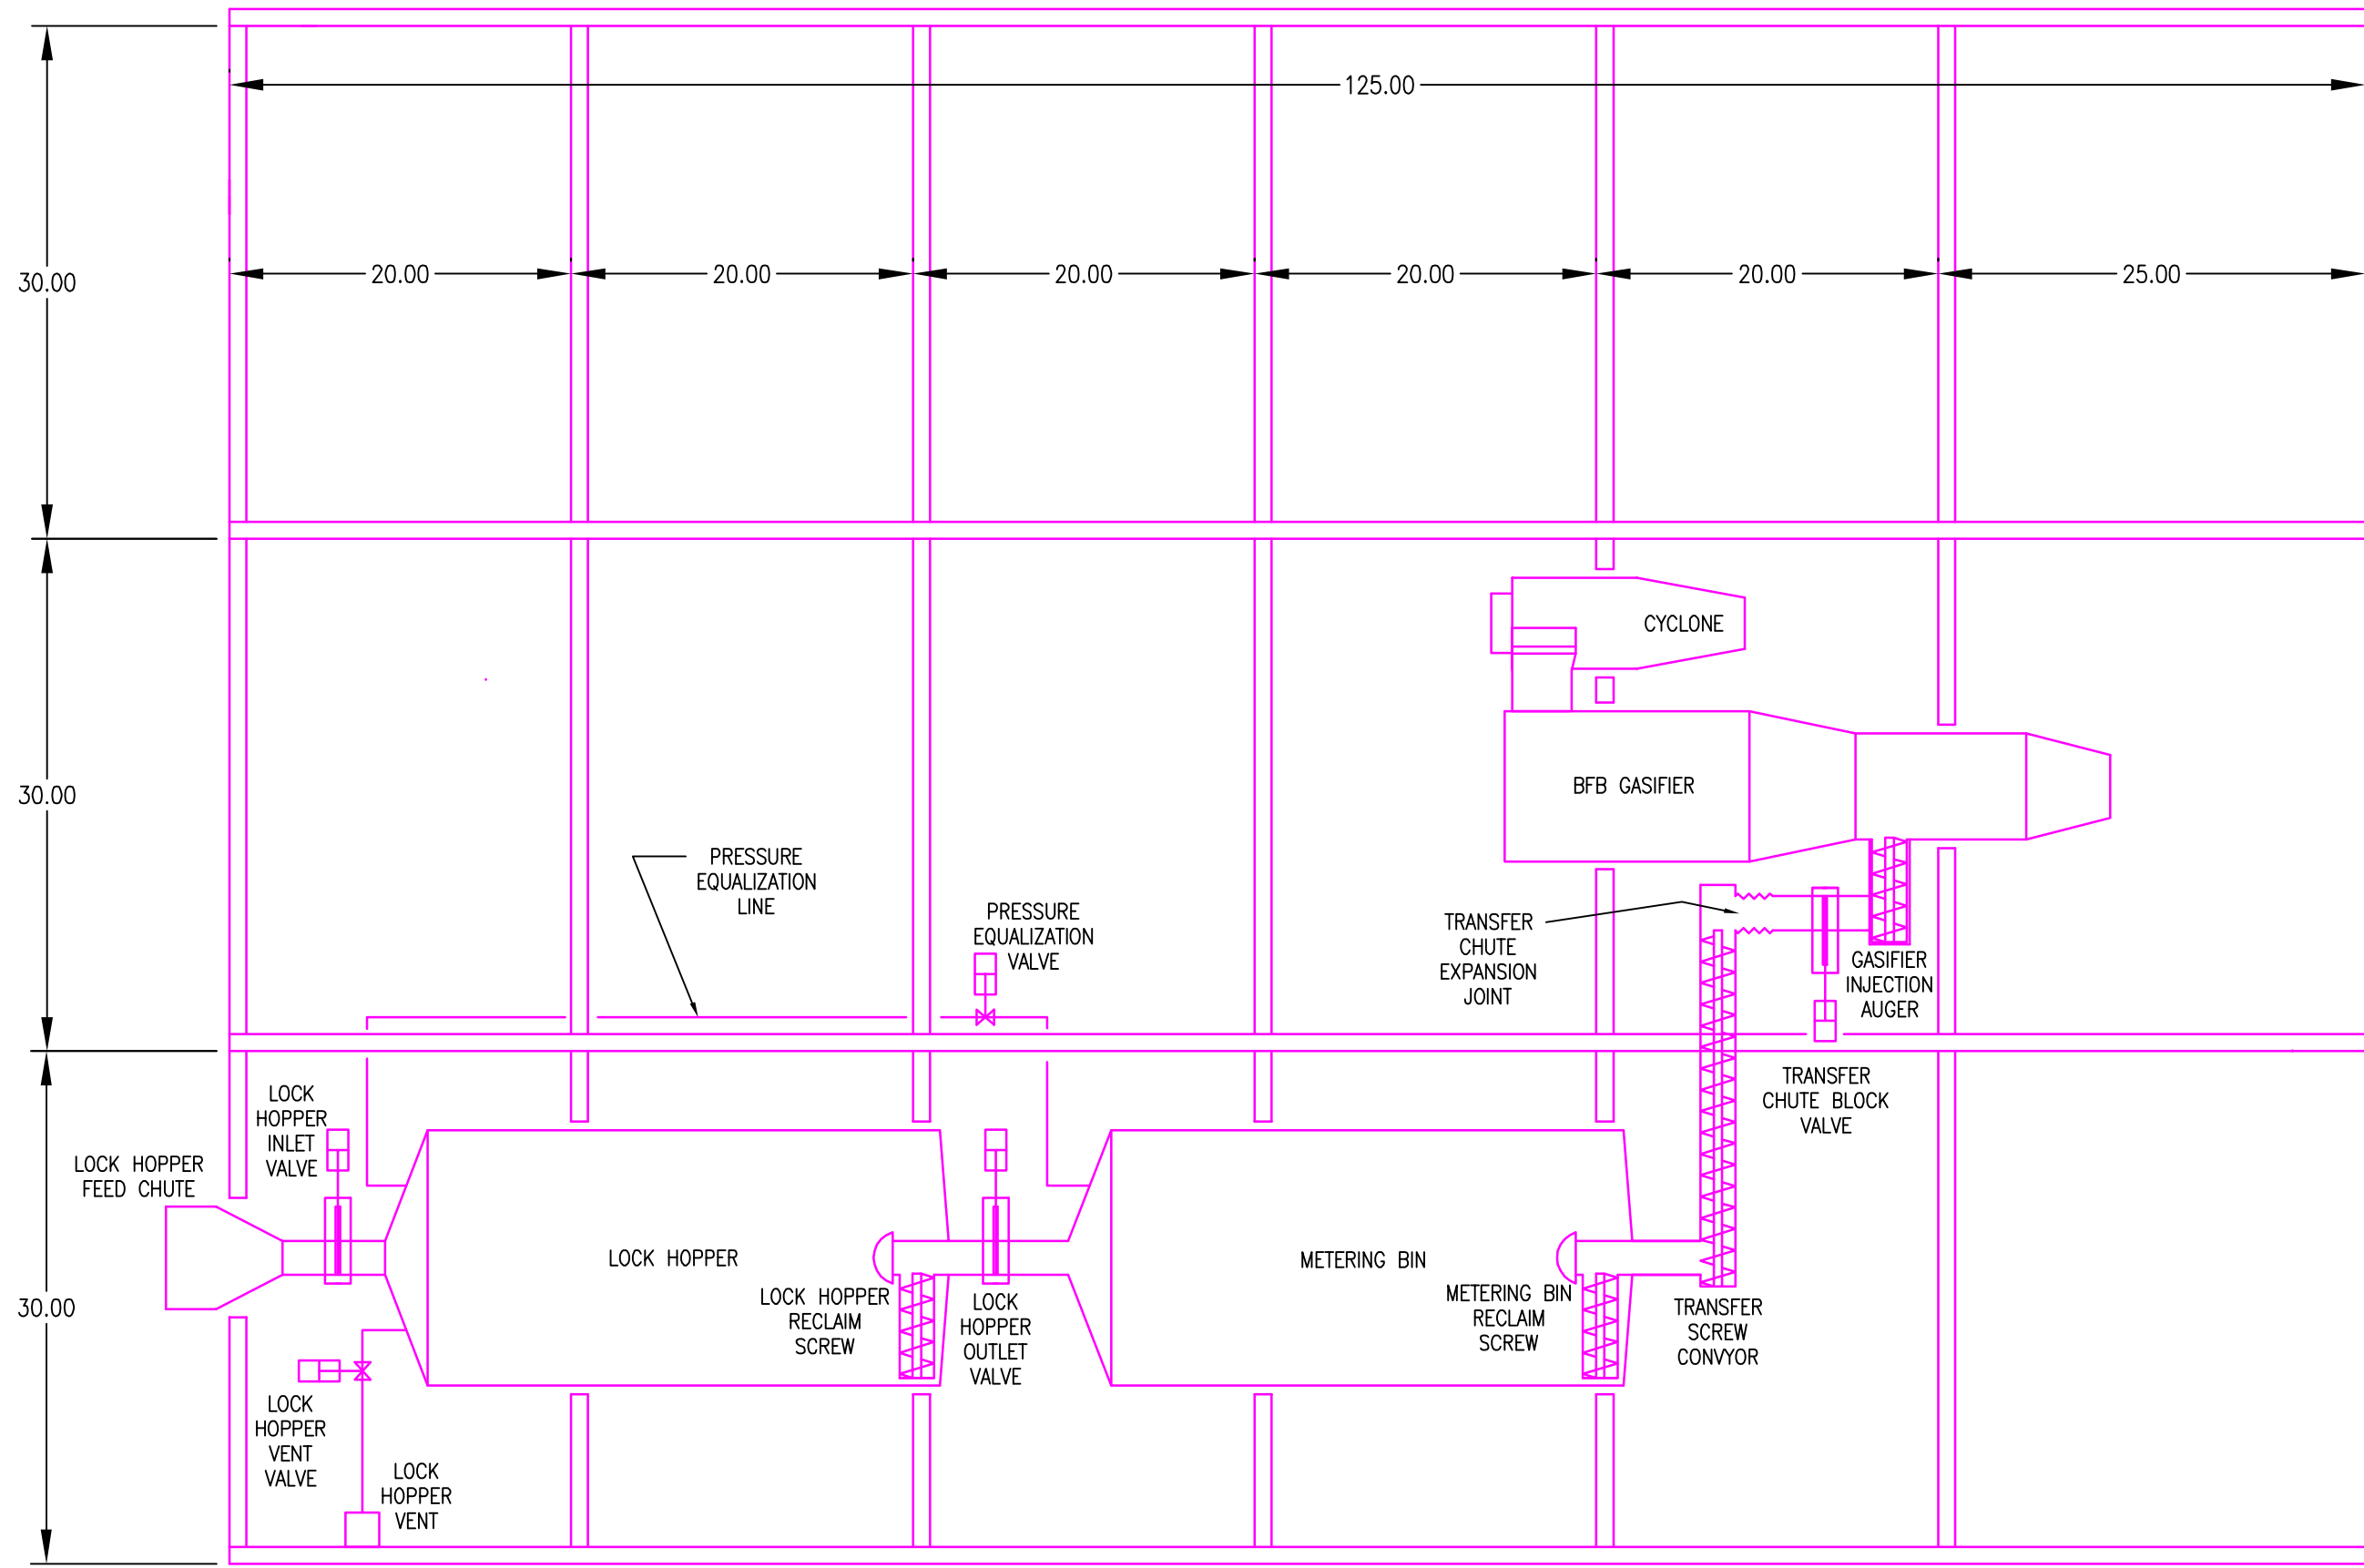 125.00
30.00
20.00
20.00
20.00
20.00
20.00
25.00
CYCLONE
30.00
BFB GASIFIER
PRESSURE
EQUALIZATION
LINE
PRESSURE
EQUALIZATION
VALVE
TRANSFER
CHUTE
EXPANSION
JOINT
GASIFIER
INJECTION
AUGER
TRANSFER
CHUTE BLOCK
VALVE
LOCK
HOPPER
INLET
VALVE
LOCK HOPPER
FEED CHUTE
LOCK HOPPER
METERING BIN
30.00
LOCK HOPPER
RECLAIM
SCREW
LOCK
HOPPER
OUTLET
VALVE
METERING BIN
RECLAIM
SCREW
TRANSFER
SCREW
CONVYOR
LOCK
HOPPER
VENT
VALVE
LOCK
HOPPER
VENT